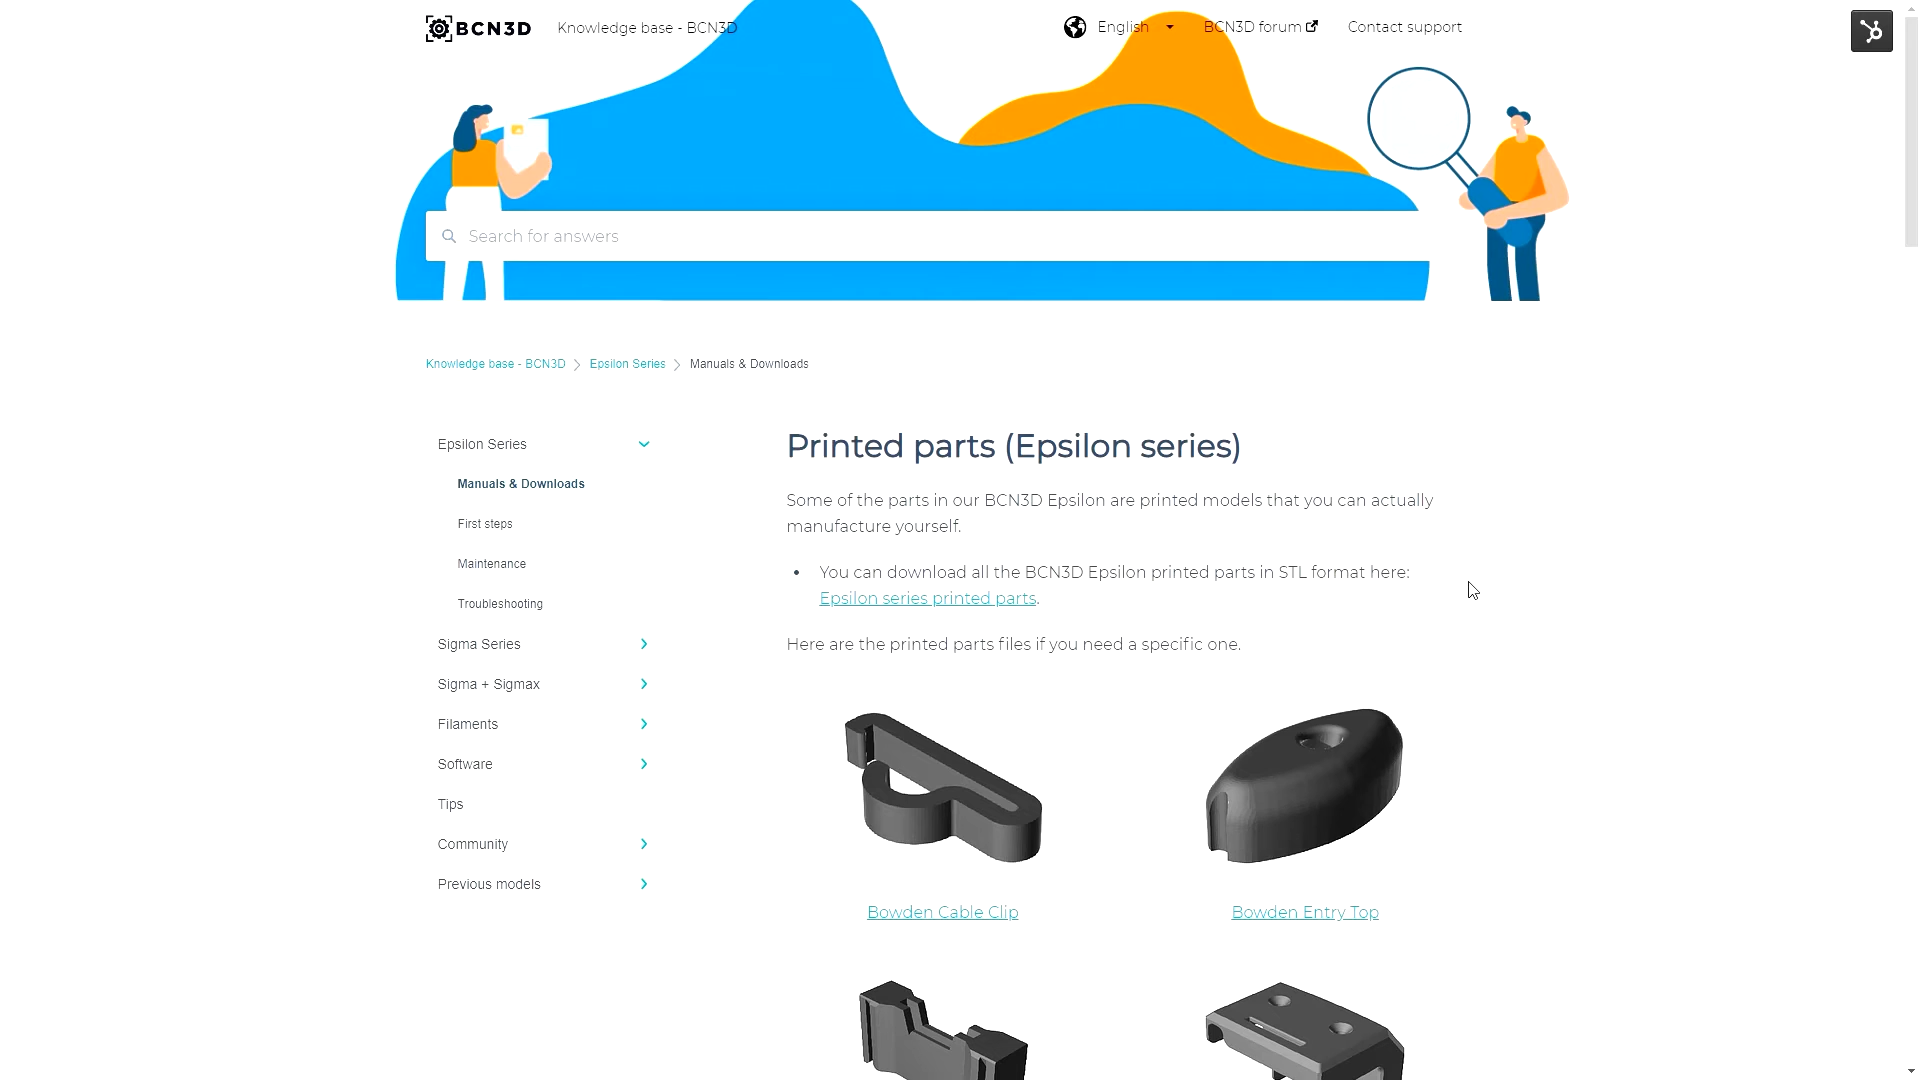 BCN3D
Knowledge base - BCN3D
English
BCN3D forum
Contact support
Search for answers
Knowledge base - BCN3D
Epsilon Series
Manuals & Downloads
Epsilon Series
Manuals & Downloads
First steps
Maintenance
Troubleshooting
Sigma Series
Sigma + Sigmax
Filaments
Software
Tips
Community
Previous models
Printed parts (Epsilon series)
Some of the parts in our BCN3D Epsilon are printed models that you can actually
manufacture yourself.
• You can download all the BCN3D Epsilon printed parts in STL format here:
Epsilon series printed parts.
Here are the printed parts files if you need a specific one.
Bowden Cable Clip
Bowden Entry Top